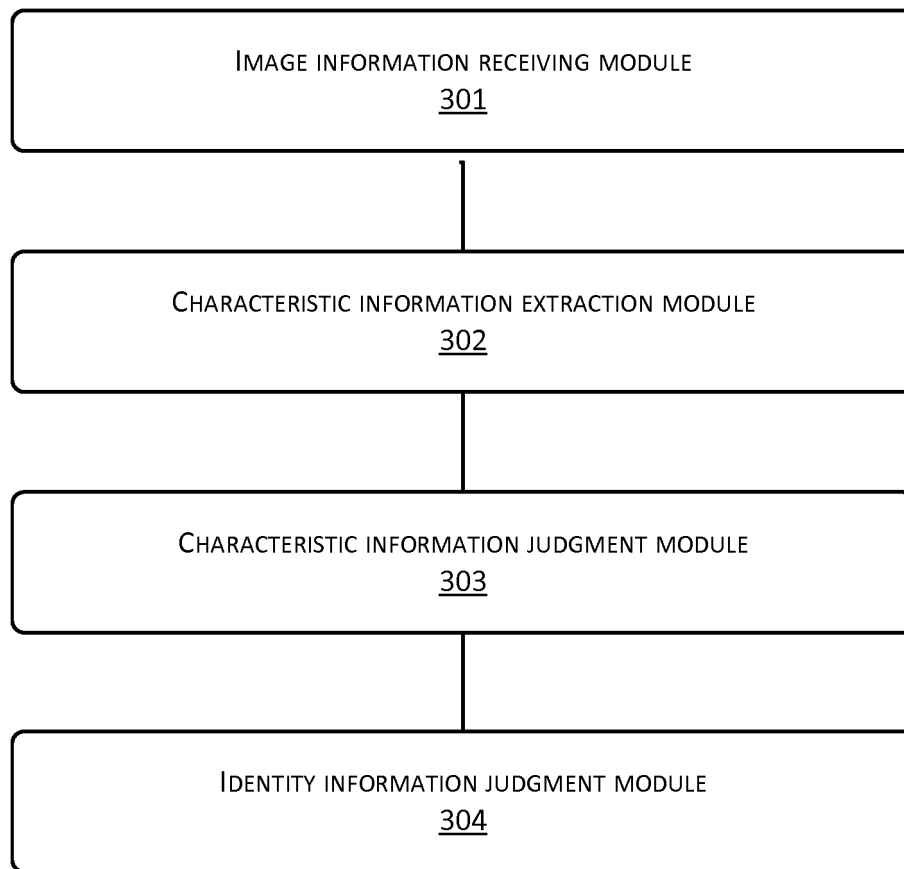 Image information receiving module
301
Characteristic information extraction module
302
Characteristic information judgment module
303
Identity information judgment module
304